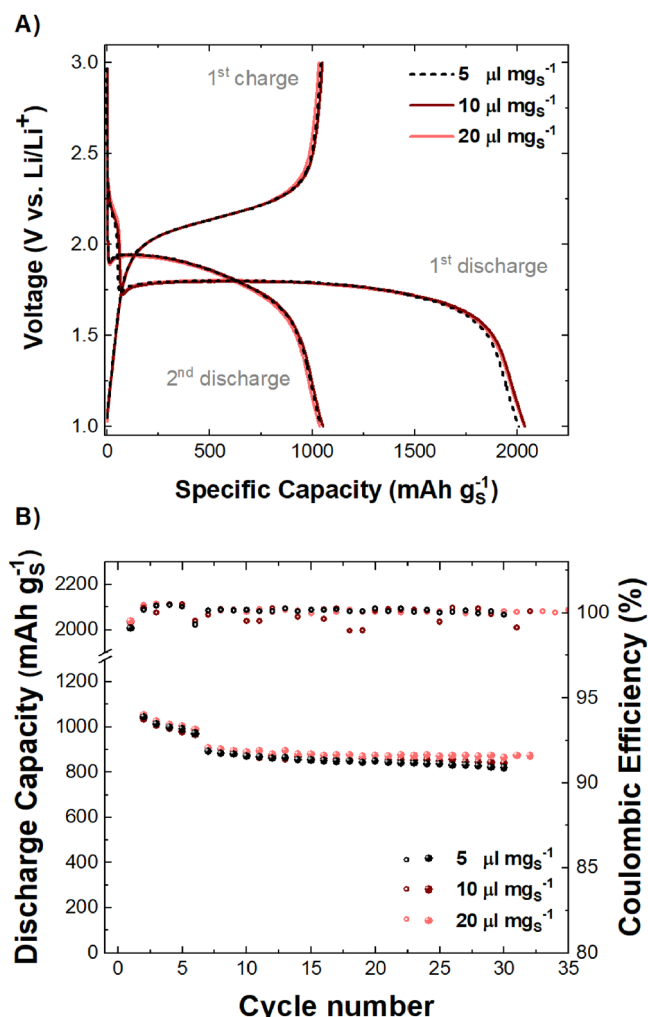 A)
3.0
2.5
2.0
1.5
1.0
Voltage (V vs. Li/Li⁺)
1ˢᵗ charge
5 μl mgₛ⁻¹
10 μl mgₛ⁻¹
20 μl mgₛ⁻¹
1ˢᵗ discharge
2ⁿᵈ discharge
0 500 1000 1500 2000
Specific Capacity (mAh gₛ⁻¹)
B)
2200
2000
1200
1000
800
600
400
200
0
Discharge Capacity (mAh gₛ⁻¹)
100
95
90
85
80
Coulombic Efficiency (%)
5 μl mgₛ⁻¹
10 μl mgₛ⁻¹
20 μl mgₛ⁻¹
0 5 10 15 20 25 30 35
Cycle number